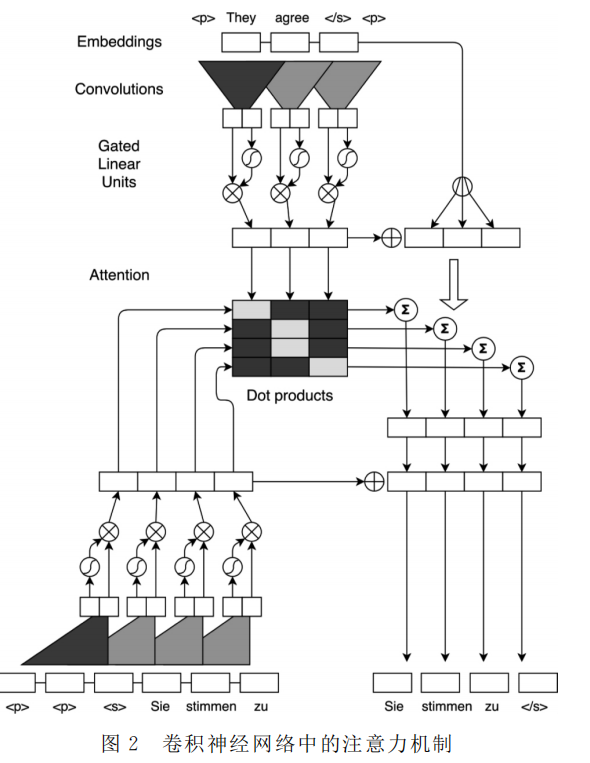 <p> They agree </s> <p>
Embeddings
Convolutions
Gated
Linear
Units
Attention
Σ
Σ
Σ
Σ
Dot products
<p> <p> <s> Sie stimmen zu
Sie stimmen zu </s>
图 2 卷积神经网络中的注意力机制